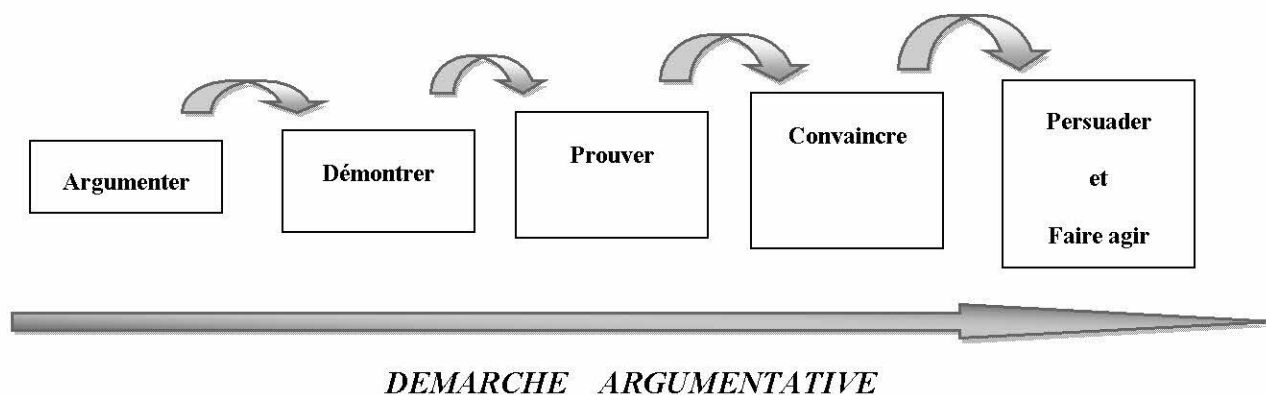 Argumenter
Démontrer
Prouver
Convaincre
Persuader
et
Faire agir
DEMARCHE ARGUMENTATIVE